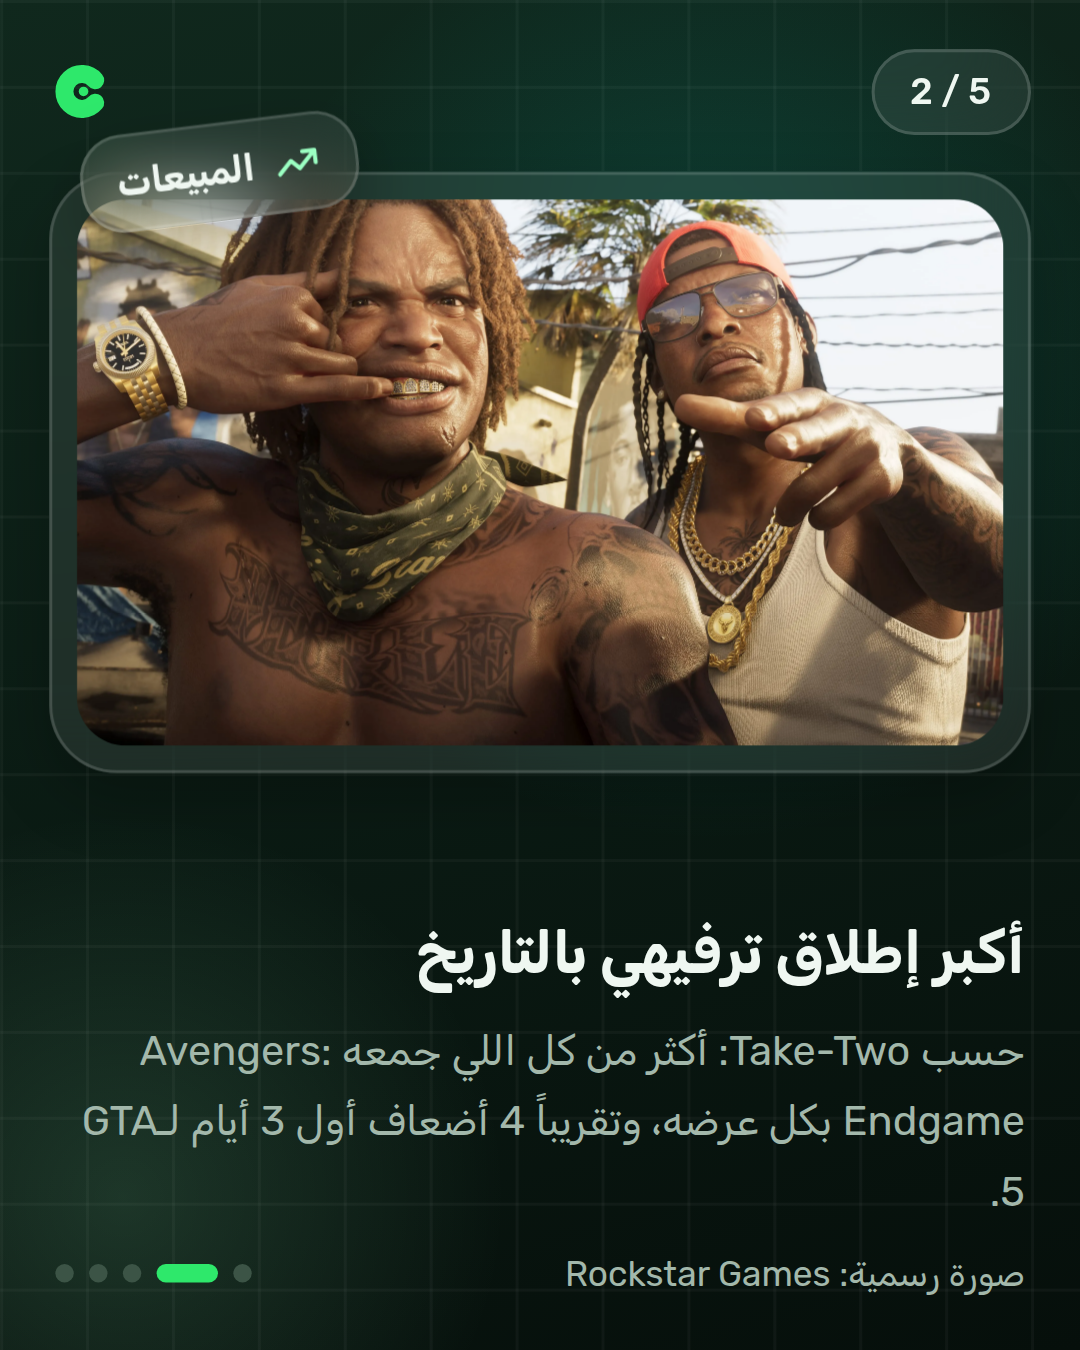 2 / 5
المبيعات
أكبر إطلاق ترفيهي بالتاريخ
حسب Take-Two: أكثر من كل اللي جمعه Avengers:
Endgame بكل عرضه، وتقريباً 4 أضعاف أول 3 أيام لـGTA
5.
صورة رسمية: Rockstar Games